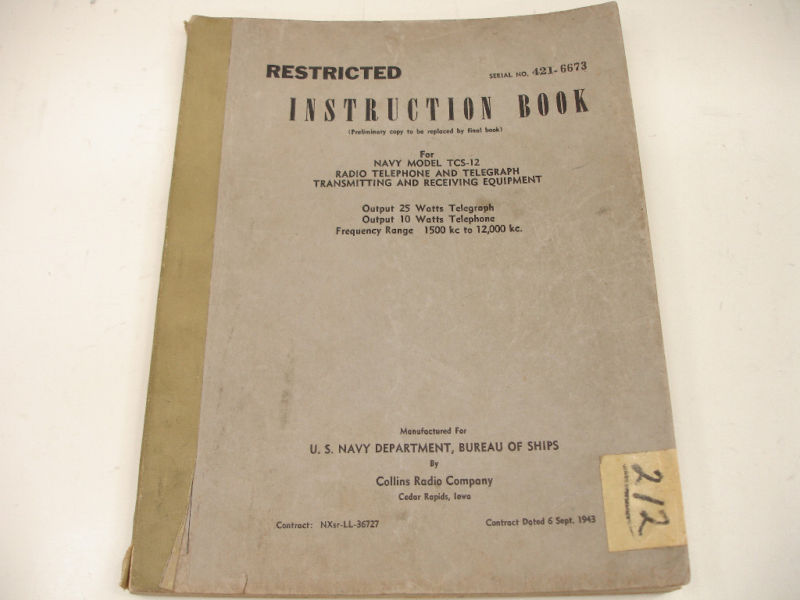 RESTRICTED
SERIAL NO. 421-6673
INSTRUCTION BOOK
(Preliminary copy to be replaced by final book)
For
NAVY MODEL TCS-12
RADIO TELEPHONE AND TELEGRAPH
TRANSMITTING AND RECEIVING EQUIPMENT
Output 25 Watts Telegraph
Output 10 Watts Telephone
Frequency Range 1500 kc to 12,000 kc.
Manufactured For
U. S. NAVY DEPARTMENT, BUREAU OF SHIPS
By
Collins Radio Company
Cedar Rapids, Iowa
Contract: NXsr-LL-36727
Contract Dated 6 Sept. 1943
212